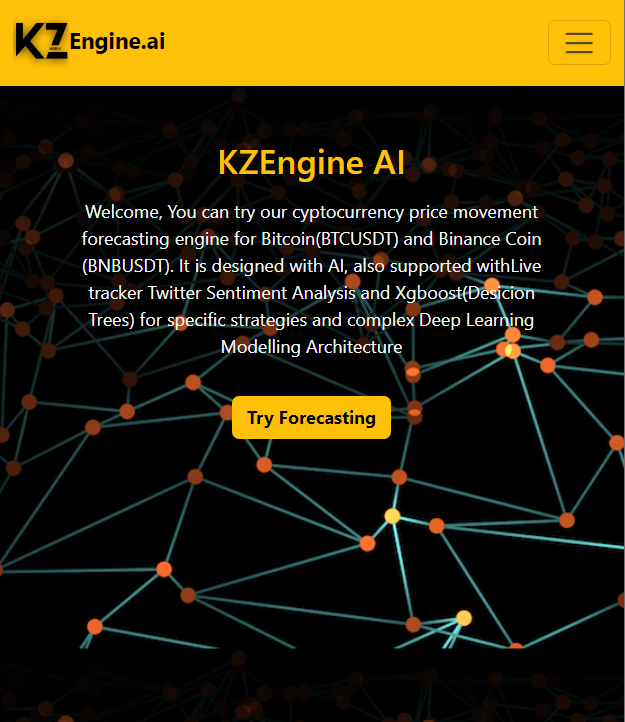 KZEngine.ai
KZEngine AI
Welcome, You can try our cyptocurrency price movement
forecasting engine for Bitcoin(BTCUSDT) and Binance Coin
(BNBUSDT). It is designed with AI, also supported withLive
tracker Twitter Sentiment Analysis and Xgboost(Desicion
Trees) for specific strategies and complex Deep Learning
Modelling Architecture
Try Forecasting